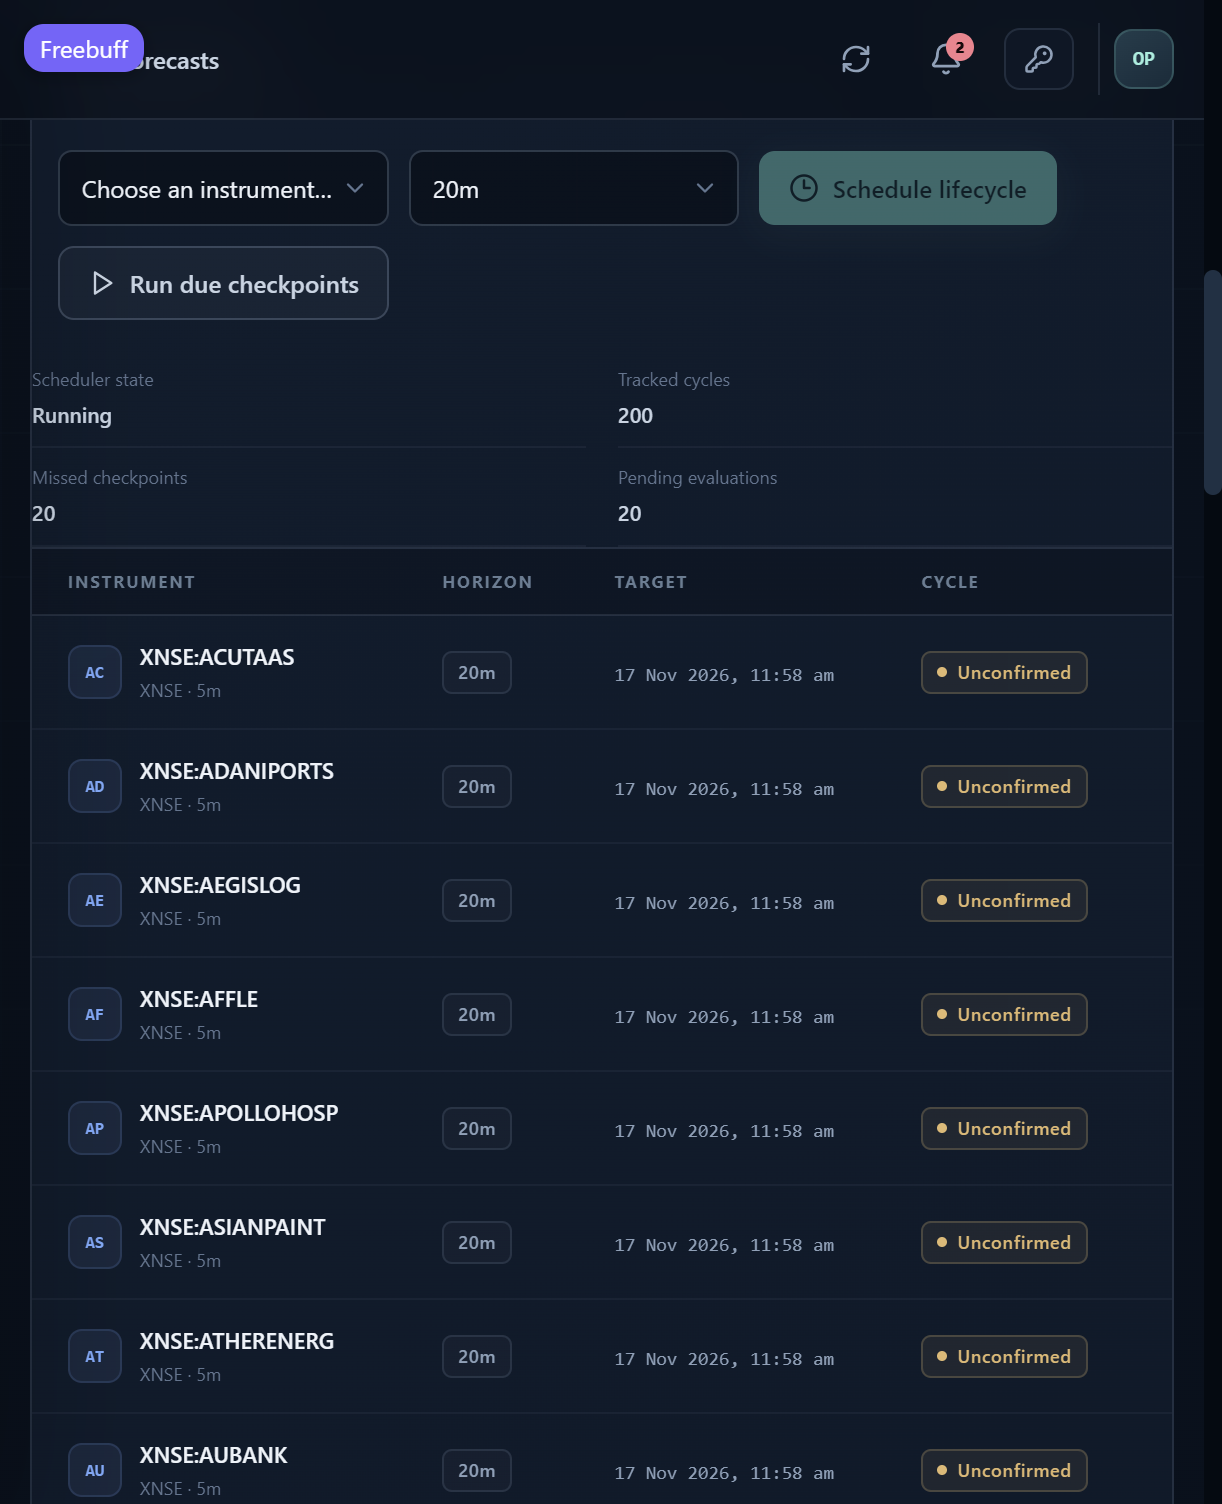 Freebuff
recasts
2
OP
Choose an instrument...
20m
Schedule lifecycle
Run due checkpoints
Scheduler state
Running
Tracked cycles
200
Missed checkpoints
20
Pending evaluations
20
INSTRUMENT HORIZON TARGET CYCLE
AC XNSE:ACUTAAS 20m 17 Nov 2026, 11:58 am Unconfirmed
XNSE · 5m
AD XNSE:ADANIPORTS 20m 17 Nov 2026, 11:58 am Unconfirmed
XNSE · 5m
AE XNSE:AEGISLOG 20m 17 Nov 2026, 11:58 am Unconfirmed
XNSE · 5m
AF XNSE:AFFLE 20m 17 Nov 2026, 11:58 am Unconfirmed
XNSE · 5m
AP XNSE:APOLLOHOSP 20m 17 Nov 2026, 11:58 am Unconfirmed
XNSE · 5m
AS XNSE:ASIANPAINT 20m 17 Nov 2026, 11:58 am Unconfirmed
XNSE · 5m
AT XNSE:ATHERENERG 20m 17 Nov 2026, 11:58 am Unconfirmed
XNSE · 5m
AU XNSE:AUBANK 20m 17 Nov 2026, 11:58 am Unconfirmed
XNSE · 5m